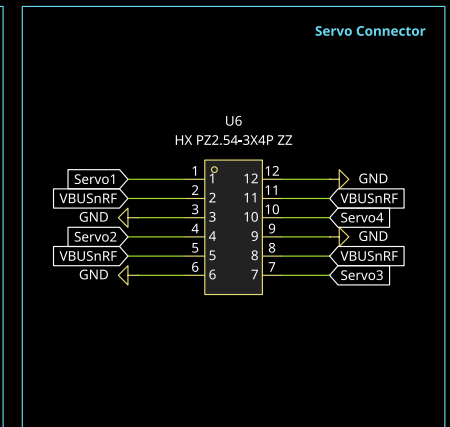 Servo Connector
U6
HX PZ2.54-3X4P ZZ
Servo1 1 1 12 12 GND
VBUSnRF 2 2 11 11 VBUSnRF
GND 3 3 10 10 Servo4
Servo2 4 4 9 9 GND
VBUSnRF 5 5 8 8 VBUSnRF
GND 6 6 7 7 Servo3